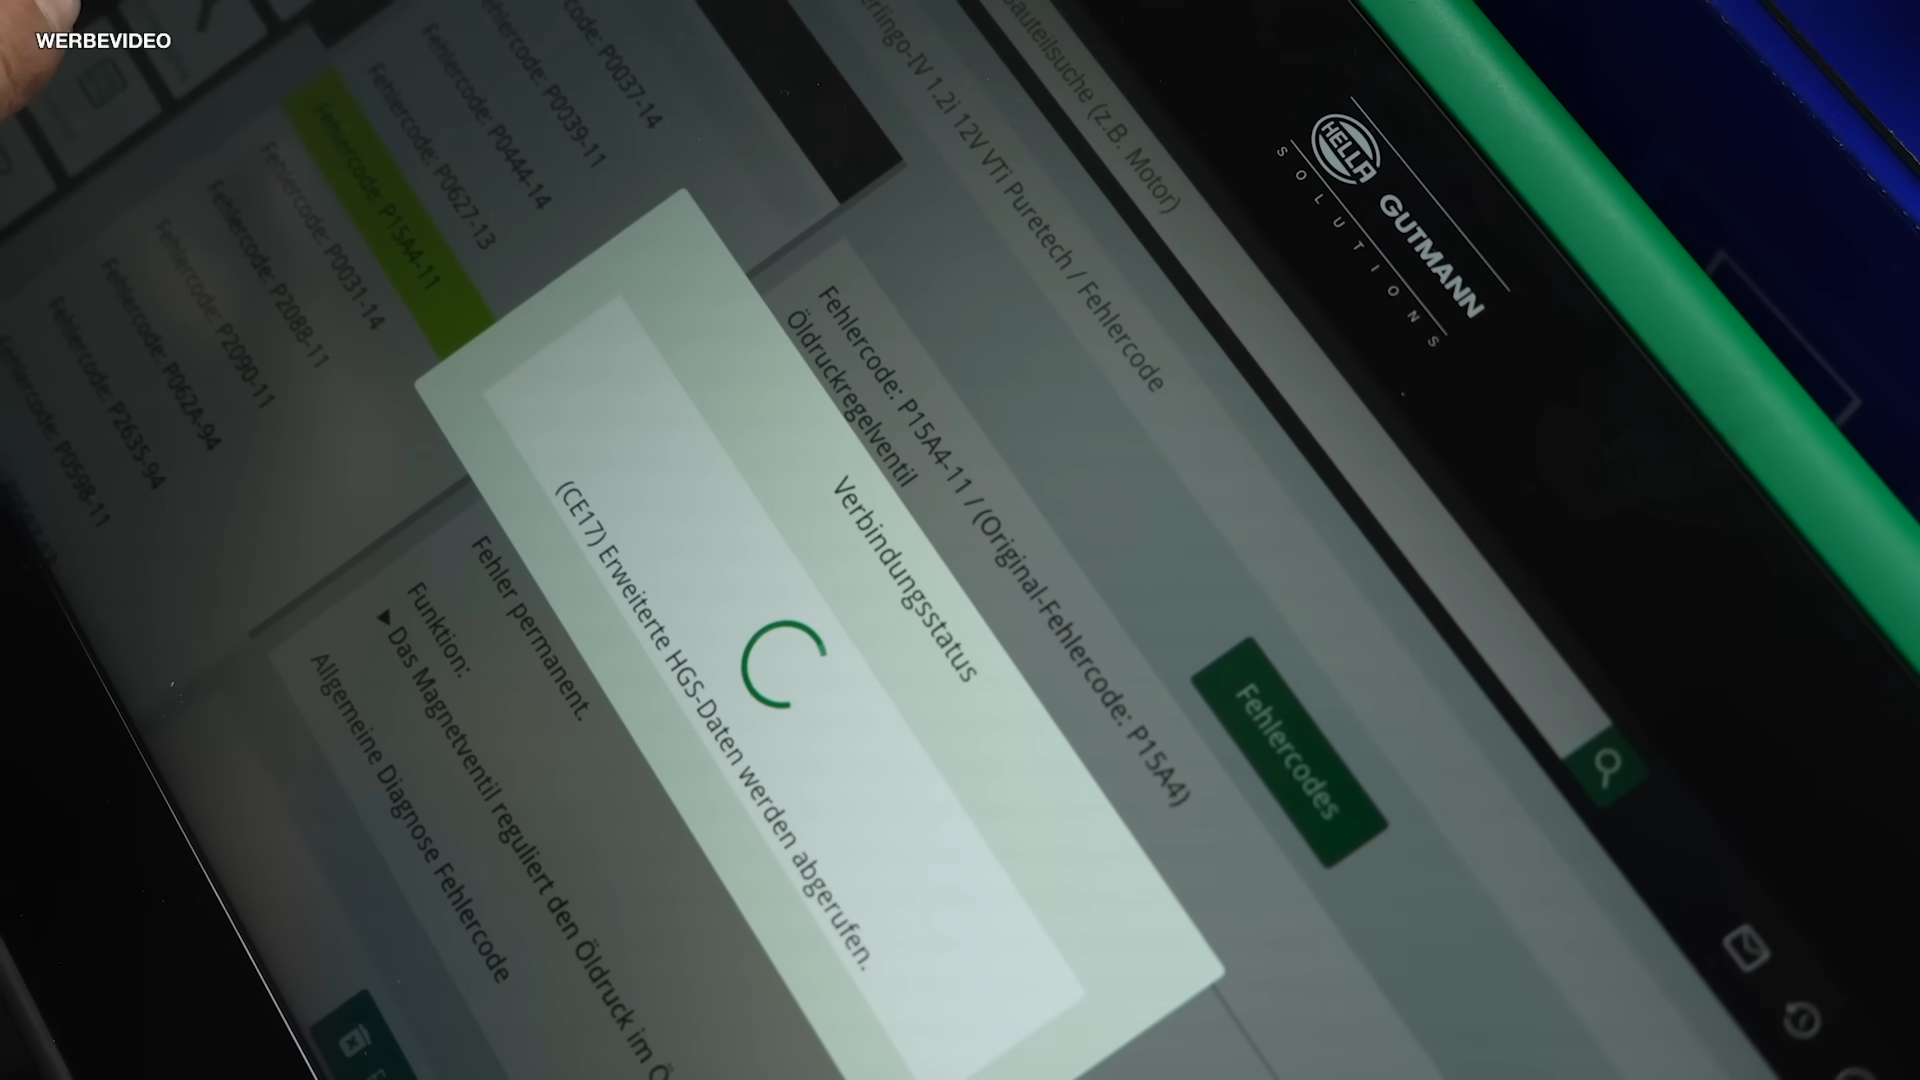 WERBEVIDEO
HELLA GUTMANN
SOLUTIONS
bauteilsuche (z.B. Motor)
erlingo-IV 1.2i 12V VTi Puretech / Fehlercode
Fehlercodes
Fehlercode: P15A4-11 / (Original-Fehlercode: P15A4)
Öldruckregelventil
Verbindungsstatus
(CE17) Erweiterte HGS-Daten werden abgerufen.
Fehler permanent.
Funktion:
▶ Das Magnetventil reguliert den Öldruck im Ö
Allgemeine Diagnose Fehlercode
code: P0037-14
ehlercode: P0039-11
Fehlercode: P0444-14
Fehlercode: P0627-13
Fehlercode: P15A4-11
Fehlercode: P0031-14
Fehlercode: P2088-11
Fehlercode: P2090-11
Fehlercode: P062A-94
Fehlercode: P2635-94
Fehlercode: P0598-11